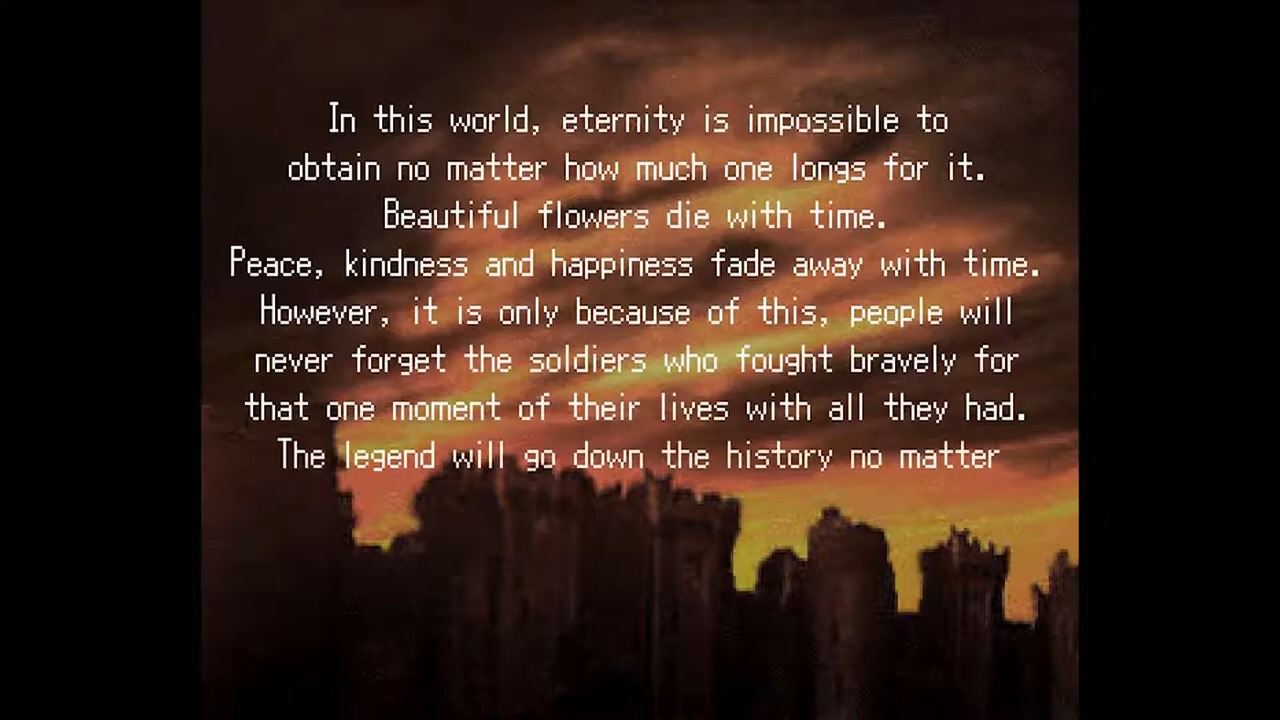 In this world, eternity is impossible to
obtain no matter how much one longs for it.
Beautiful flowers die with time.
Peace, kindness and happiness fade away with time.
However, it is only because of this, people will
never forget the soldiers who fought bravely for
that one moment of their lives with all they had.
The legend will go down the history no matter